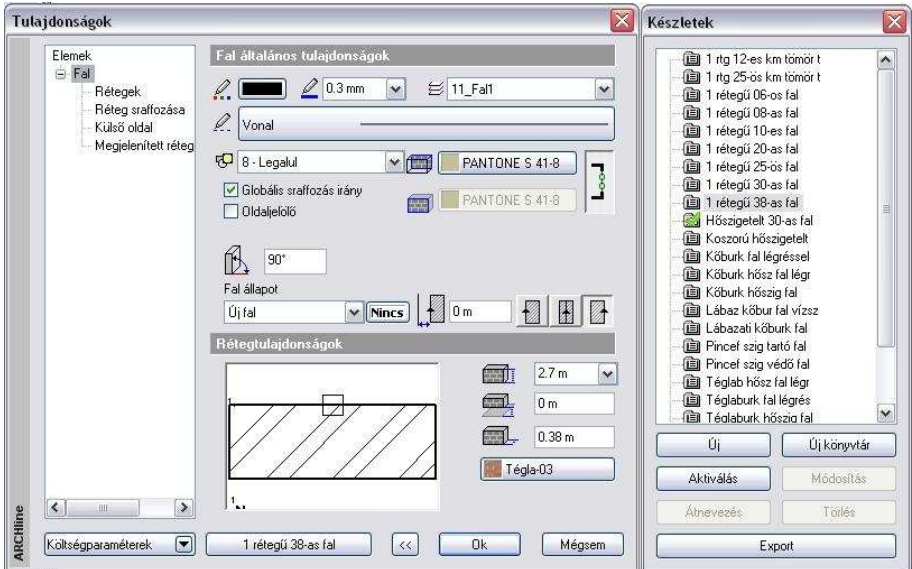 Tulajdonságok
Elemek
Fal
Rétegek
Réteg sraffozása
Külső oldal
Megjelenített réteg
Fal általános tulajdonságok
0.3 mm
11_Fal1
Vonal
8 - Legalul
PANTONE S 41-8
Globális sraffozás irány
Oldaljelölő
PANTONE S 41-8
90°
Fal állapot
Új fal
Nincs
0 m
Rétegtulajdonságok
2.7 m
0 m
0.38 m
Tégla-03
1
1
ARCHline
Költségparaméterek
1 rétegű 38-as fal
<<
Ok
Mégsem
Készletek
1 rtg 12-es km tömör t
1 rtg 25-ös km tömör t
1 rétegű 06-os fal
1 rétegű 08-as fal
1 rétegű 10-es fal
1 rétegű 20-as fal
1 rétegű 25-ös fal
1 rétegű 30-as fal
1 rétegű 38-as fal
Hőszigetelt 30-as fal
Koszorú hőszigetelt
Kőburk fal légréssel
Kőburk hősz fal légr
Kőburk hőszig fal
Lábaz kőbur fal vízsz
Lábazati kőburk fal
Pincef szig tartó fal
Pincef szig védő fal
Téglab hősz fal légr
Téglaburk fal légrés
Téglaburk hőszig fal
Új
Új könyvtár
Aktiválás
Módosítás
Átnevezés
Törlés
Export